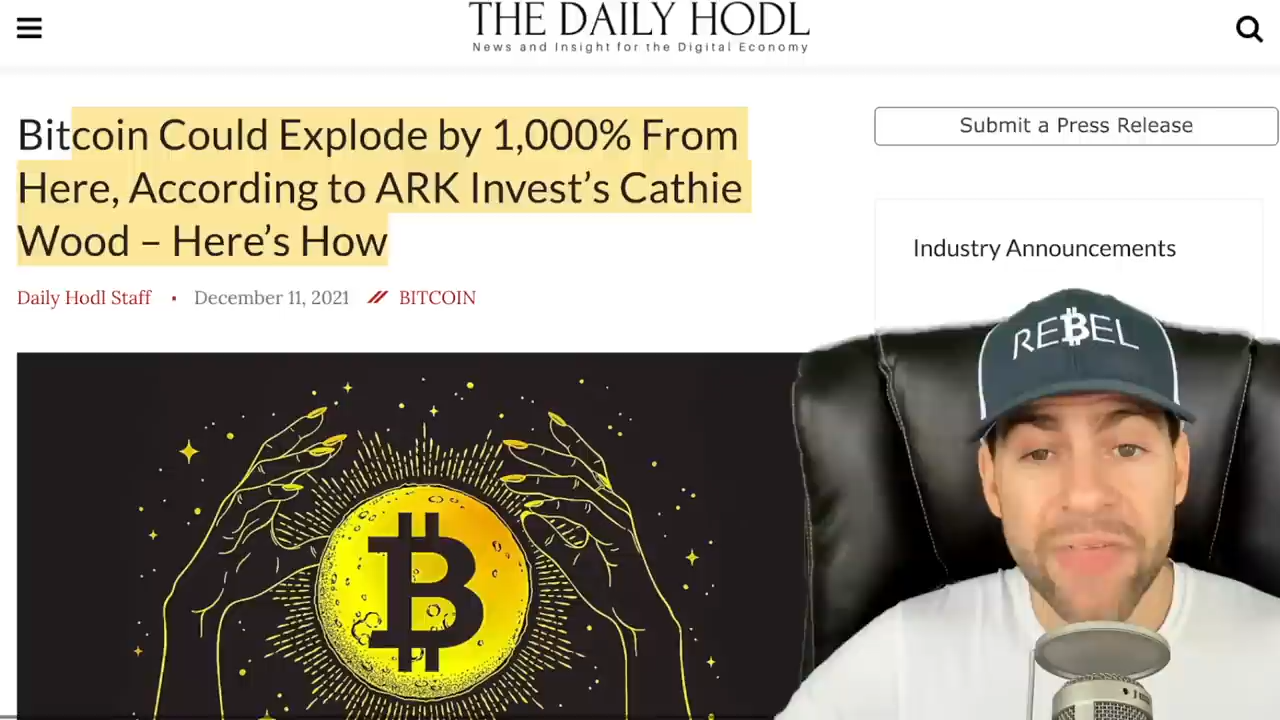 THE DAILY HODL
News and Insight for the Digital Economy
Bitcoin Could Explode by 1,000% From
Here, According to ARK Invest’s Cathie
Wood – Here’s How
Daily Hodl Staff • December 11, 2021 // BITCOIN
Submit a Press Release
Industry Announcements
REBEL